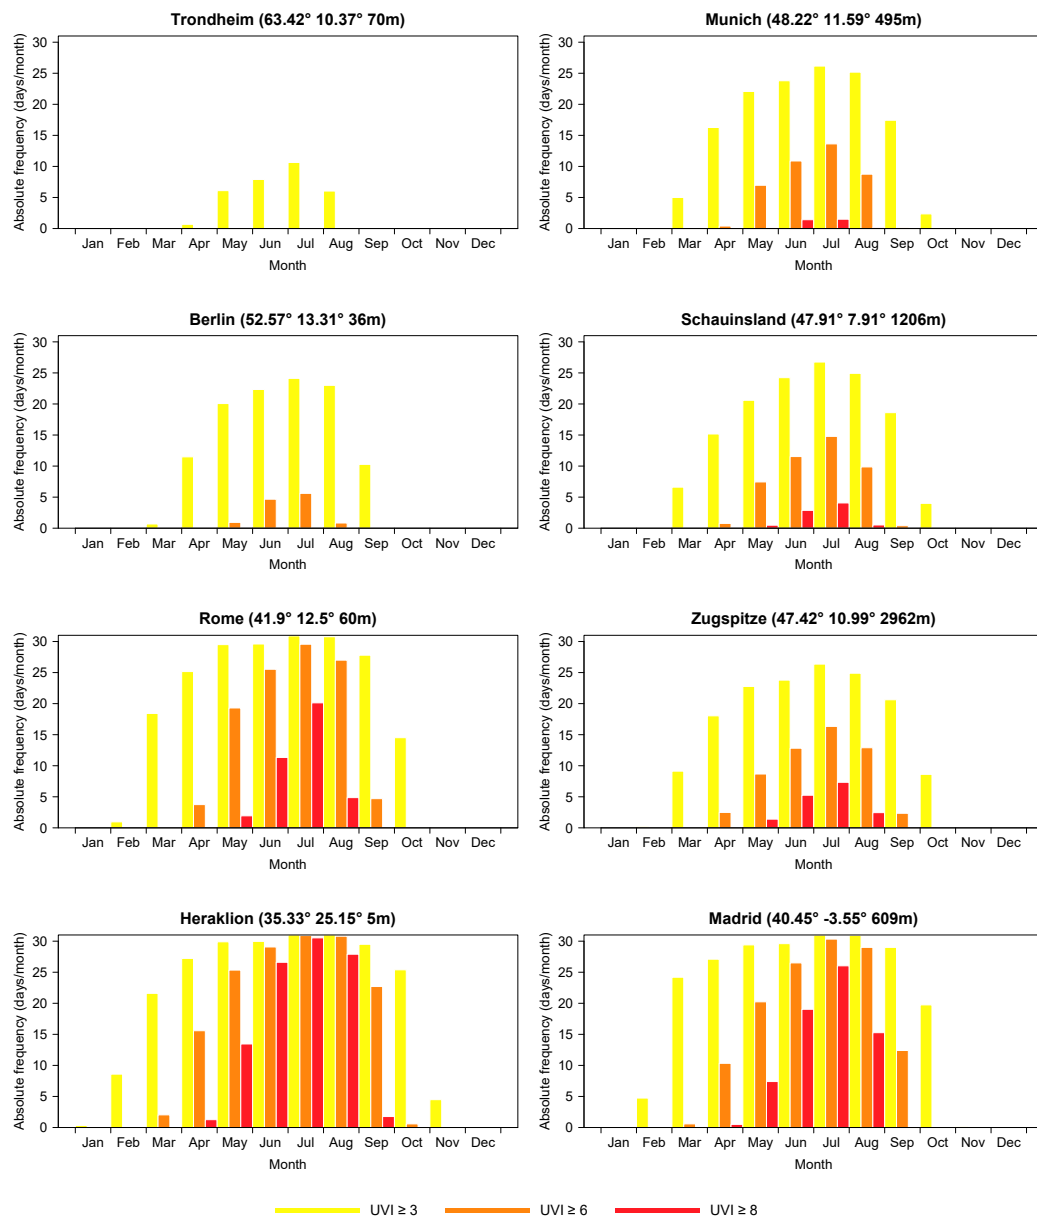 Trondheim (63.42° 10.37° 70m)
Absolute frequency (days/month)
30
25
20
15
10
5
0
Jan Feb Mar Apr May Jun Jul Aug Sep Oct Nov Dec
Month
Munich (48.22° 11.59° 495m)
Absolute frequency (days/month)
30
25
20
15
10
5
0
Jan Feb Mar Apr May Jun Jul Aug Sep Oct Nov Dec
Month
Berlin (52.57° 13.31° 36m)
Absolute frequency (days/month)
30
25
20
15
10
5
0
Jan Feb Mar Apr May Jun Jul Aug Sep Oct Nov Dec
Month
Schauinsland (47.91° 7.91° 1206m)
Absolute frequency (days/month)
30
25
20
15
10
5
0
Jan Feb Mar Apr May Jun Jul Aug Sep Oct Nov Dec
Month
Rome (41.9° 12.5° 60m)
Absolute frequency (days/month)
30
25
20
15
10
5
0
Jan Feb Mar Apr May Jun Jul Aug Sep Oct Nov Dec
Month
Zugspitze (47.42° 10.99° 2962m)
Absolute frequency (days/month)
30
25
20
15
10
5
0
Jan Feb Mar Apr May Jun Jul Aug Sep Oct Nov Dec
Month
Heraklion (35.33° 25.15° 5m)
Absolute frequency (days/month)
30
25
20
15
10
5
0
Jan Feb Mar Apr May Jun Jul Aug Sep Oct Nov Dec
Month
Madrid (40.45° -3.55° 609m)
Absolute frequency (days/month)
30
25
20
15
10
5
0
Jan Feb Mar Apr May Jun Jul Aug Sep Oct Nov Dec
Month
UVI ≥ 3 UVI ≥ 6 UVI ≥ 8